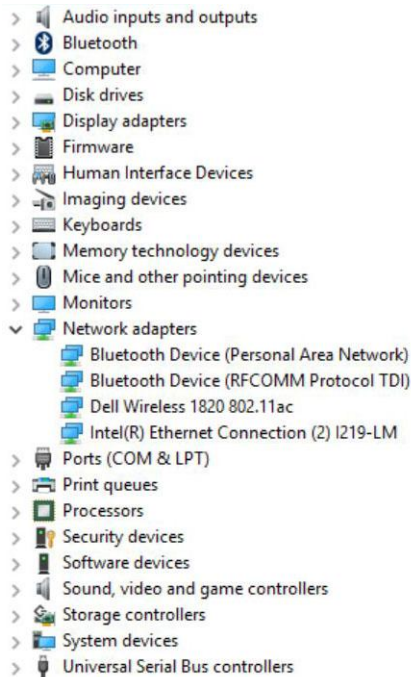 Audio inputs and outputs
Bluetooth
Computer
Disk drives
Display adapters
Firmware
Human Interface Devices
Imaging devices
Keyboards
Memory technology devices
Mice and other pointing devices
Monitors
Network adapters
Bluetooth Device (Personal Area Network)
Bluetooth Device (RFCOMM Protocol TDI)
Dell Wireless 1820 802.11ac
Intel(R) Ethernet Connection (2) I219-LM
Ports (COM & LPT)
Print queues
Processors
Security devices
Software devices
Sound, video and game controllers
Storage controllers
System devices
Universal Serial Bus controllers